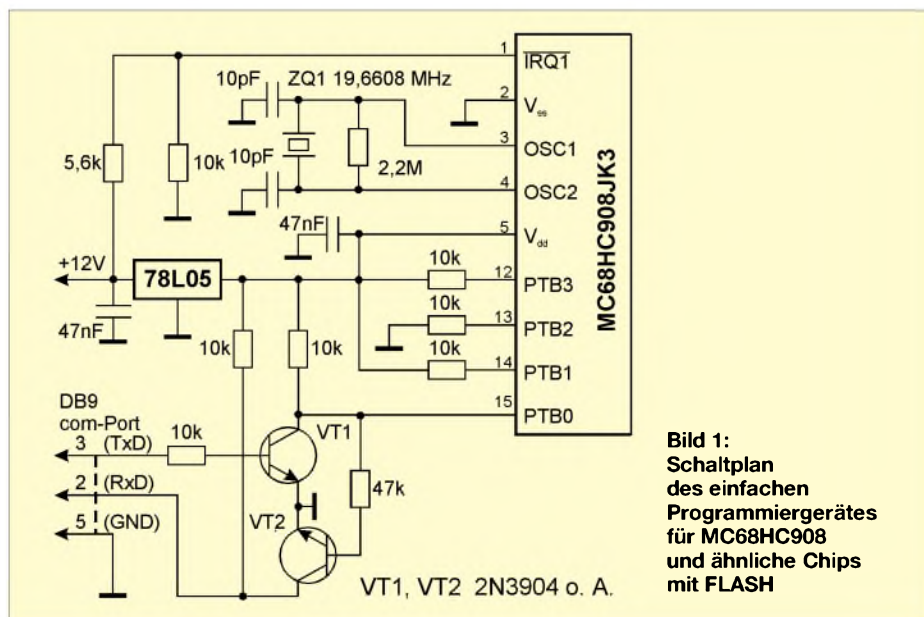 1
IRQ1
10pF
ZQ1 19,6608 MHz
2
Vss
3
OSC1
5,6k
10k
10pF
2,2M
4
OSC2
47nF
5
Vdd
+12V
78L05
10k
12
PTB3
10k
13
PTB2
47nF
10k
10k
10k
14
PTB1
15
PTB0
MC68HC908JK3
DB9
com-Port
3 (TxD)
10k
VT1
2 (RxD)
47k
VT2
5 (GND)
VT1, VT2 2N3904 o. A.
Bild 1:
Schaltplan
des einfachen
Programmiergerätes
für MC68HC908
und ähnliche Chips
mit FLASH